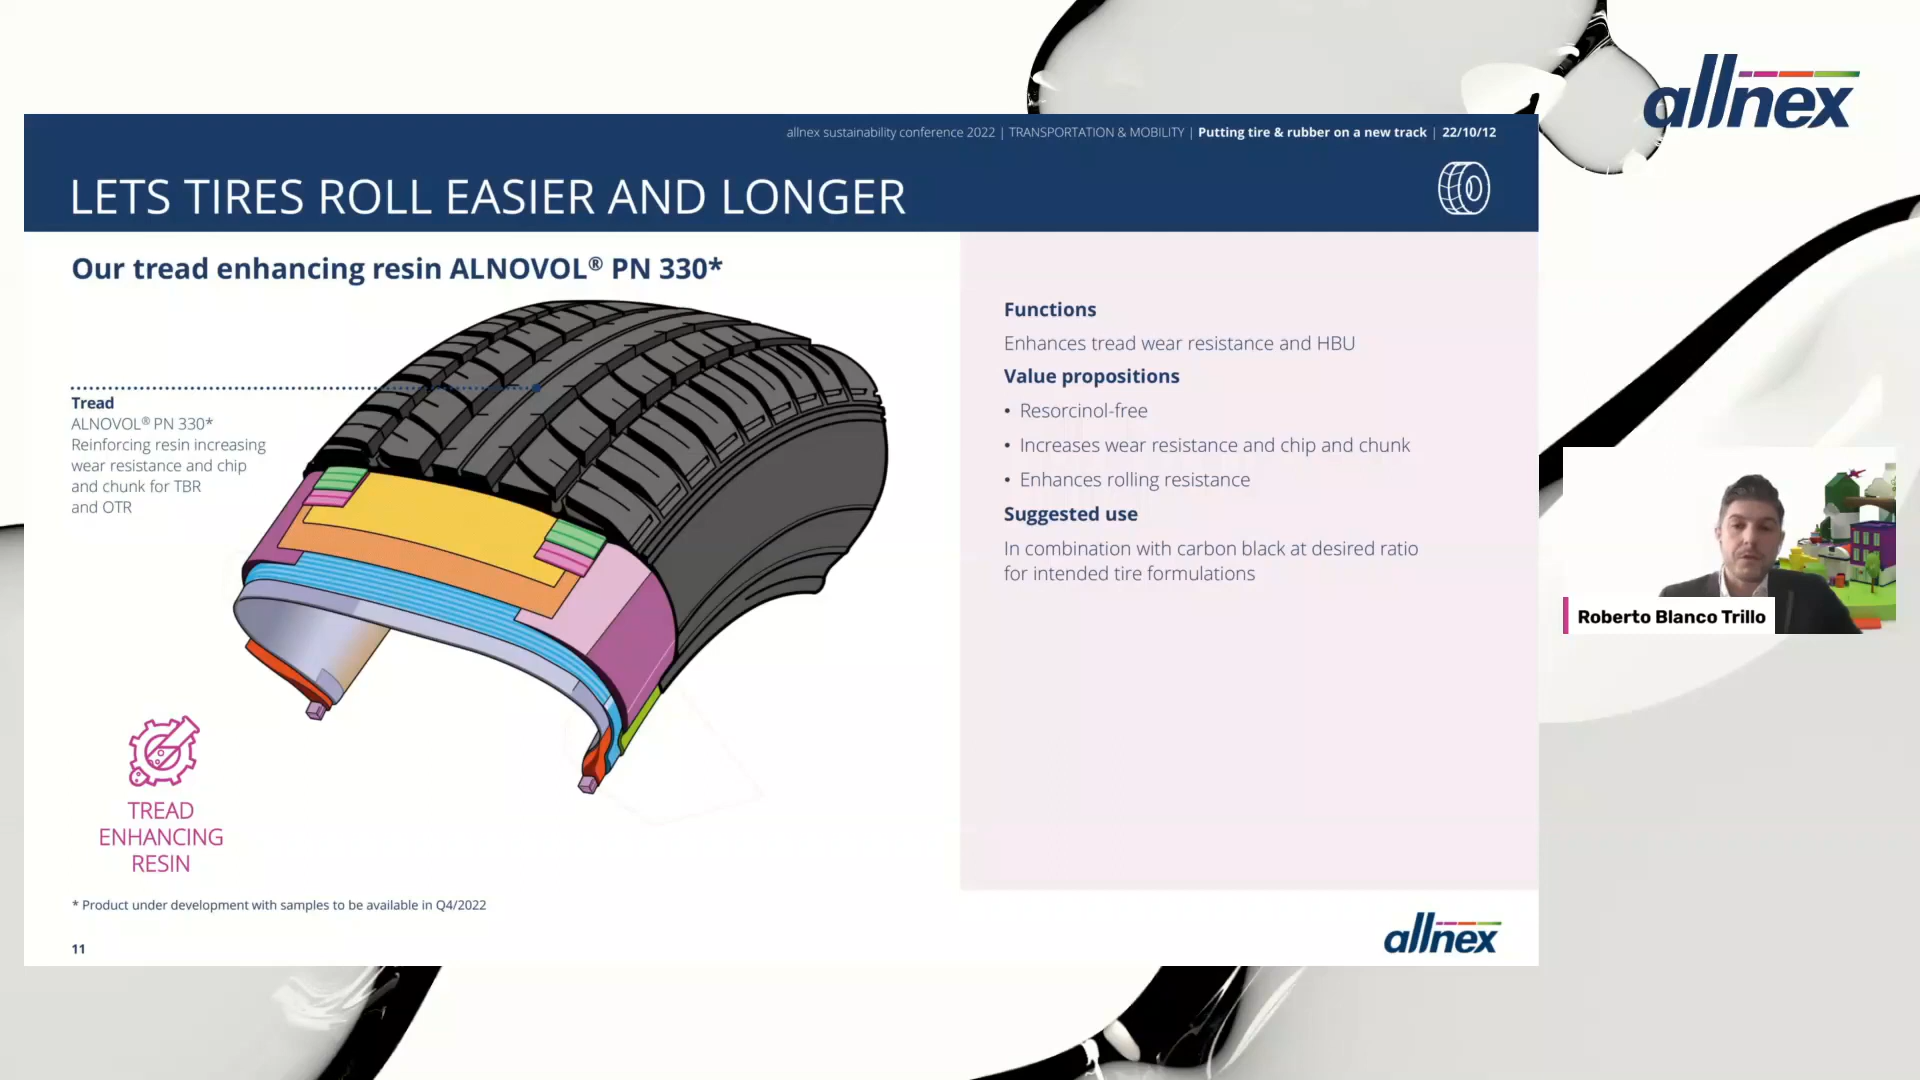 allnex
allnex sustainability conference 2022 | TRANSPORTATION & MOBILITY | Putting tire & rubber on a new track | 22/10/12
LETS TIRES ROLL EASIER AND LONGER
Our tread enhancing resin ALNOVOL® PN 330*
Tread
ALNOVOL® PN 330*
Reinforcing resin increasing
wear resistance and chip
and chunk for TBR
and OTR
TREAD
ENHANCING
RESIN
* Product under development with samples to be available in Q4/2022
11
Functions
Enhances tread wear resistance and HBU
Value propositions
• Resorcinol-free
• Increases wear resistance and chip and chunk
• Enhances rolling resistance
Suggested use
In combination with carbon black at desired ratio
for intended tire formulations
allnex
Roberto Blanco Trillo